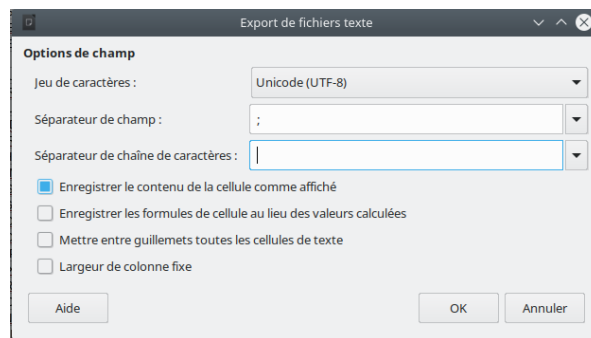 Export de fichiers texte
Options de champ
Jeu de caractères :
Unicode (UTF-8)
Séparateur de champ :
;
Séparateur de chaîne de caractères :
Enregistrer le contenu de la cellule comme affiché
Enregistrer les formules de cellule au lieu des valeurs calculées
Mettre entre guillemets toutes les cellules de texte
Largeur de colonne fixe
Aide
OK
Annuler